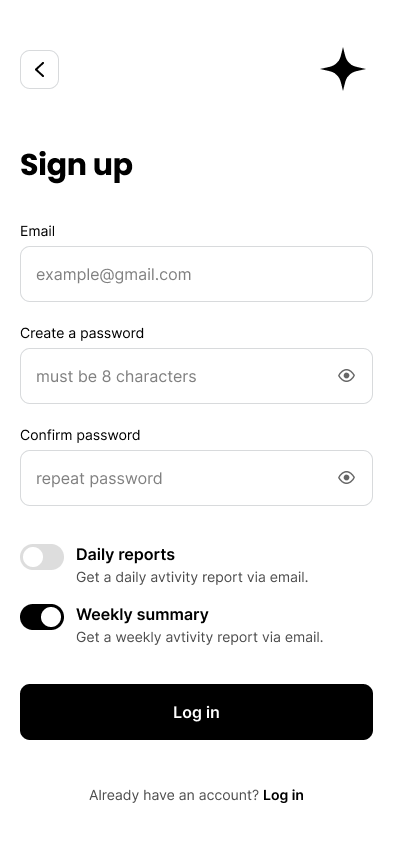 Sign up
Email
example@gmail.com
Create a password
must be 8 characters
Confirm password
repeat password
Daily reports
Get a daily avtivity report via email.
Weekly summary
Get a weekly avtivity report via email.
Log in
Already have an account? Log in